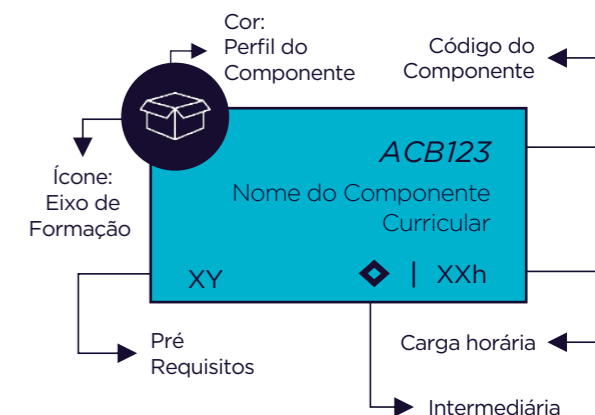 Cor:
Perfil do
Componente
Código do
Componente
Ícone:
Eixo de
Formação
ACB123
Nome do Componente
Curricular
XY
| XXh
Pré
Requisitos
Carga horária
Intermediária